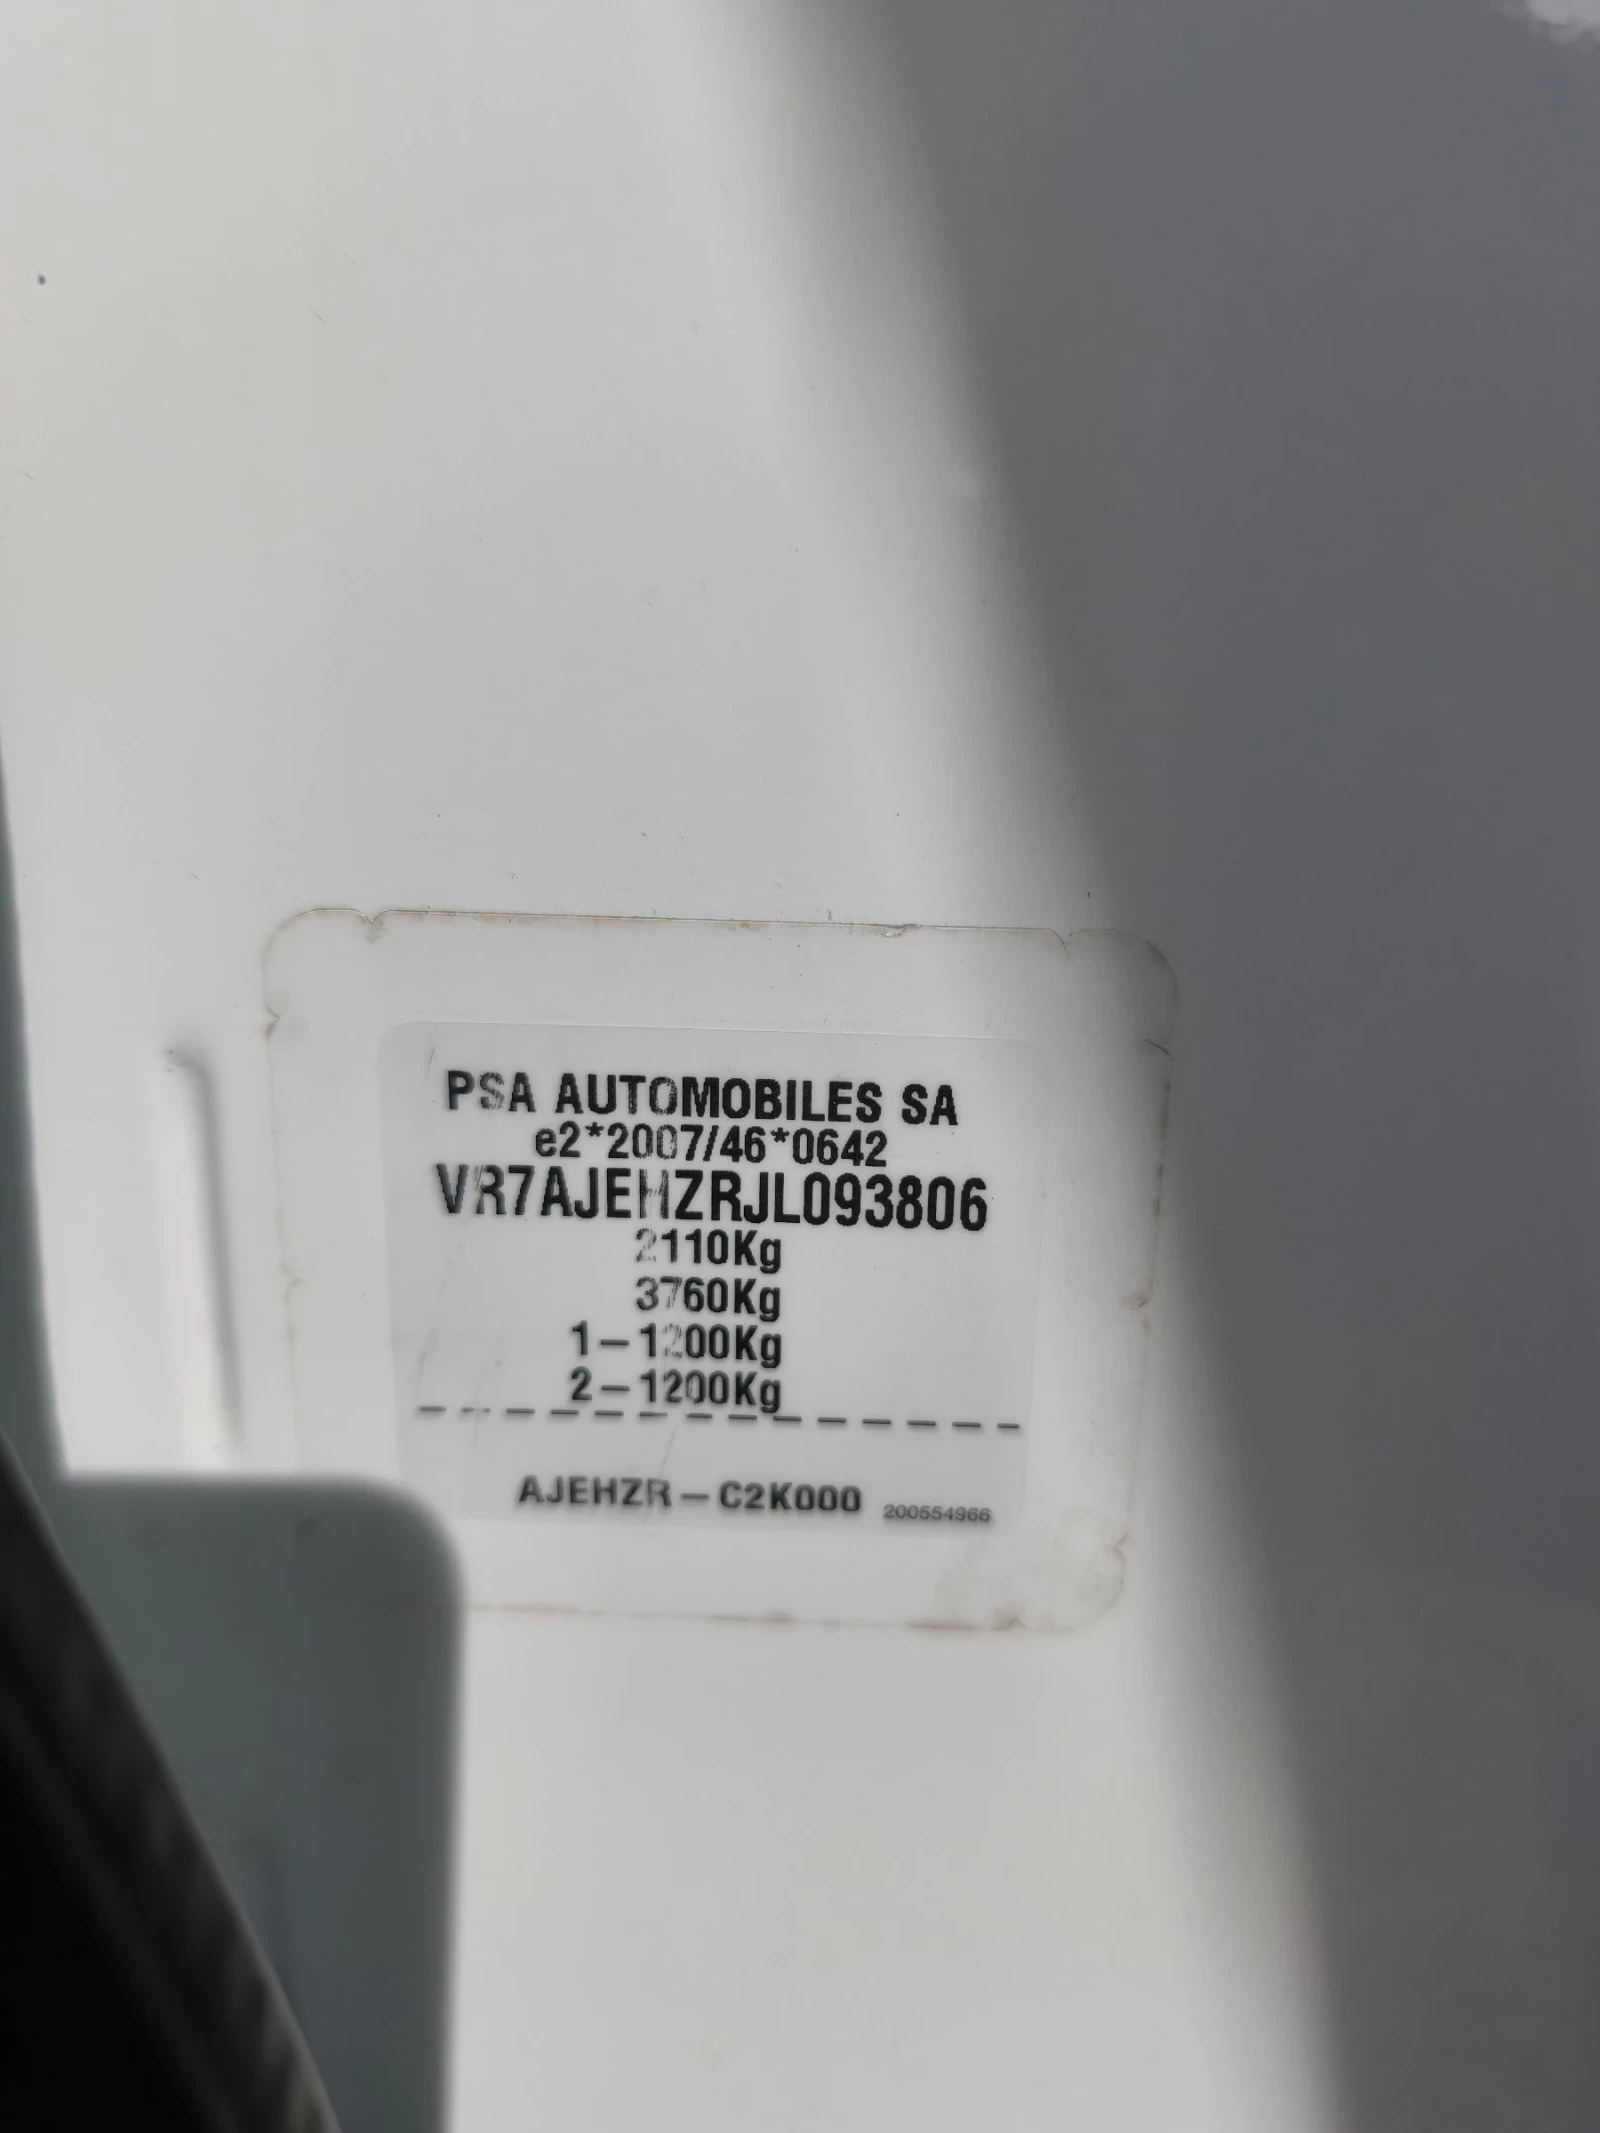 PSA AUTOMOBILES SA
e2*2007/46*0642
VR7AJEHZRJL093806
2110Kg
3760Kg
1-1200Kg
2-1200Kg
AJEHZR-C2K000 200554966